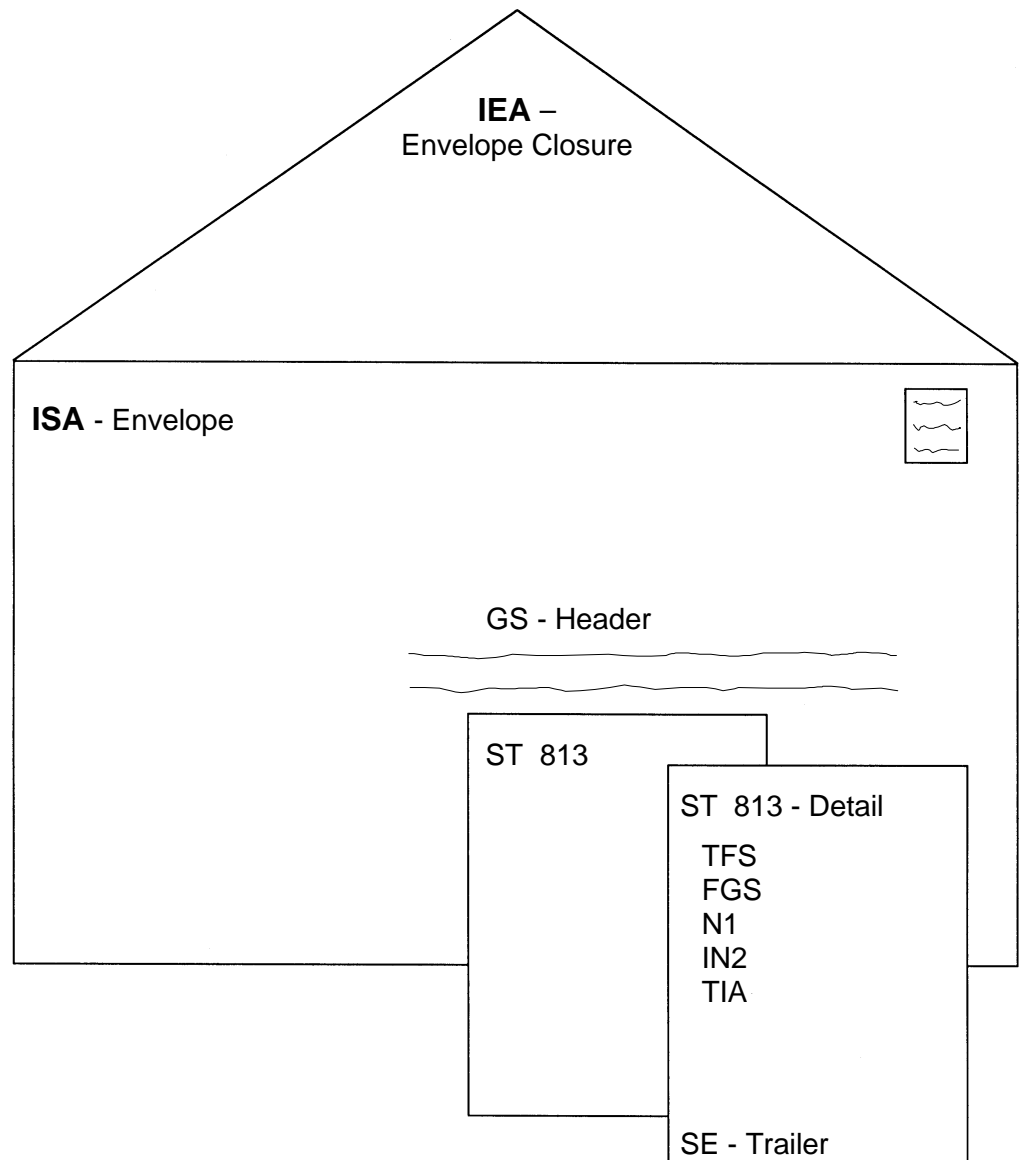 IEA –
Envelope Closure
ISA - Envelope
GS - Header
ST 813
ST 813 - Detail
TFS
FGS
N1
IN2
TIA
SE - Trailer